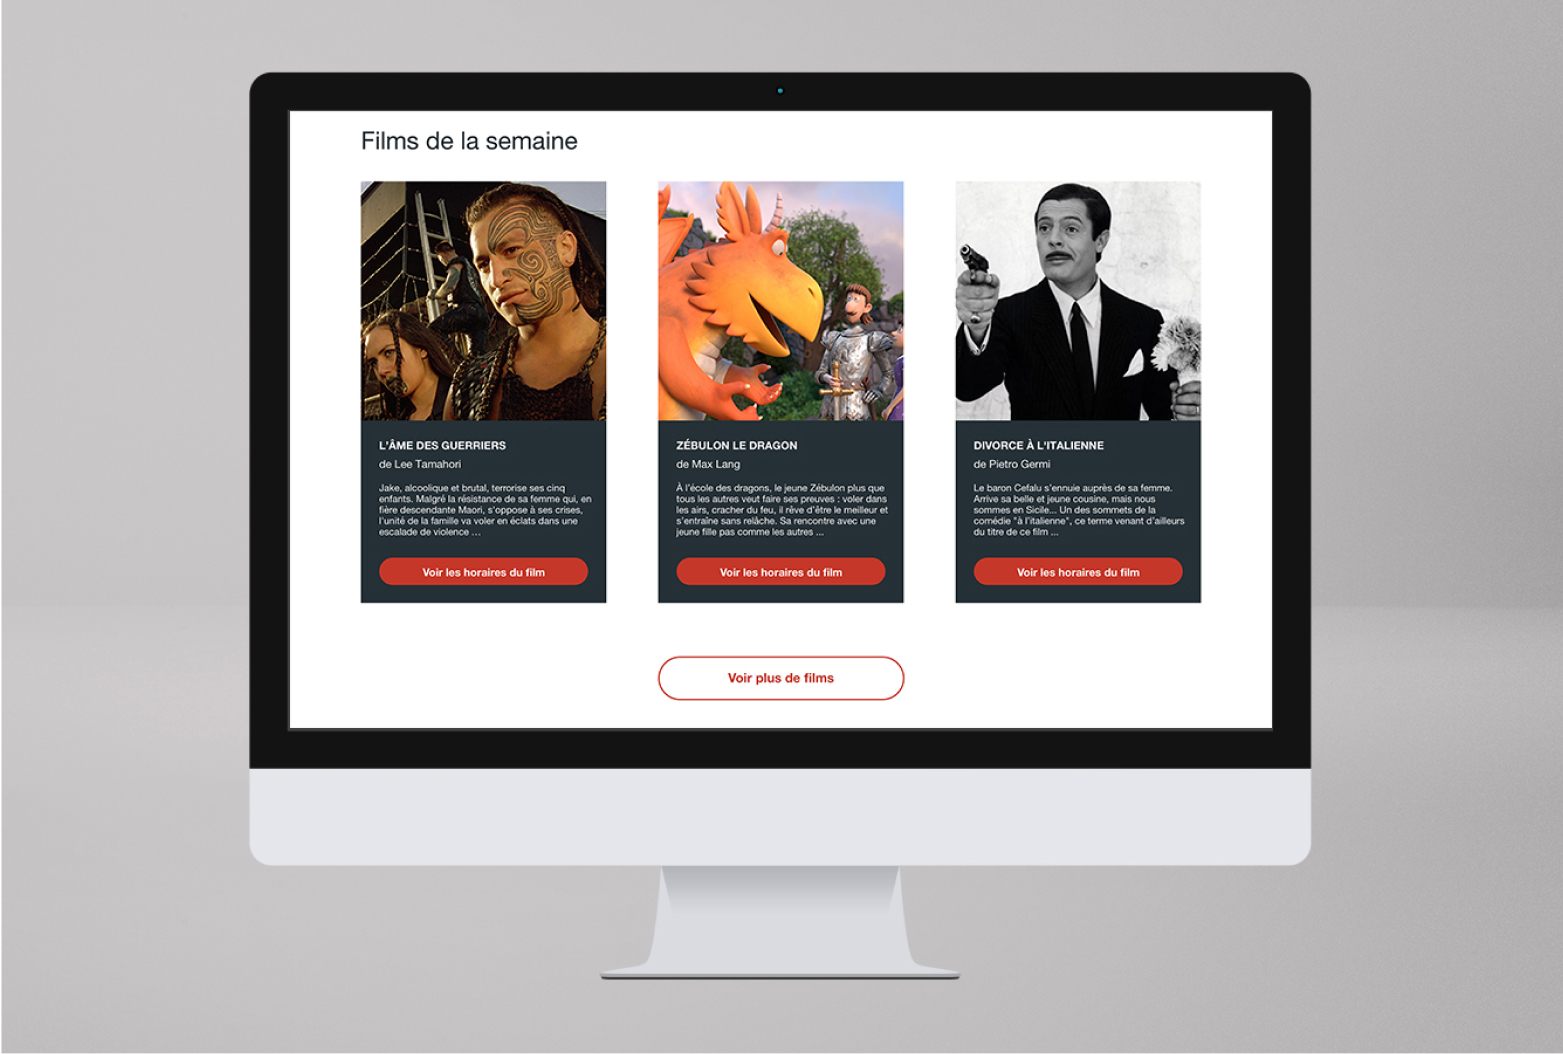 Films de la semaine
L'ÂME DES GUERRIERS
de Lee Tamahori
Jake, alcoolique et brutal, terrorise ses cinq
enfants. Malgré la résistance de sa femme qui, en
fière descendante Maori, s'oppose à ses crises,
l'unité de la famille va voler en éclats dans une
escalade de violence ...
Voir les horaires du film
ZÉBULON LE DRAGON
de Max Lang
À l'école des dragons, le jeune Zébulon plus que
tous les autres veut faire ses preuves : voler dans
les airs, cracher du feu, il rêve d'être le meilleur et
s'entraîne sans relâche. Sa rencontre avec une
jeune fille pas comme les autres ...
Voir les horaires du film
DIVORCE À L'ITALIENNE
de Pietro Germi
Le baron Cefalu s'ennuie auprès de sa femme.
Arrive sa belle et jeune cousine, mais nous
sommes en Sicile... Un des sommets de la
comédie "à l'italienne", ce terme venant d'ailleurs
du titre de ce film ...
Voir les horaires du film
Voir plus de films